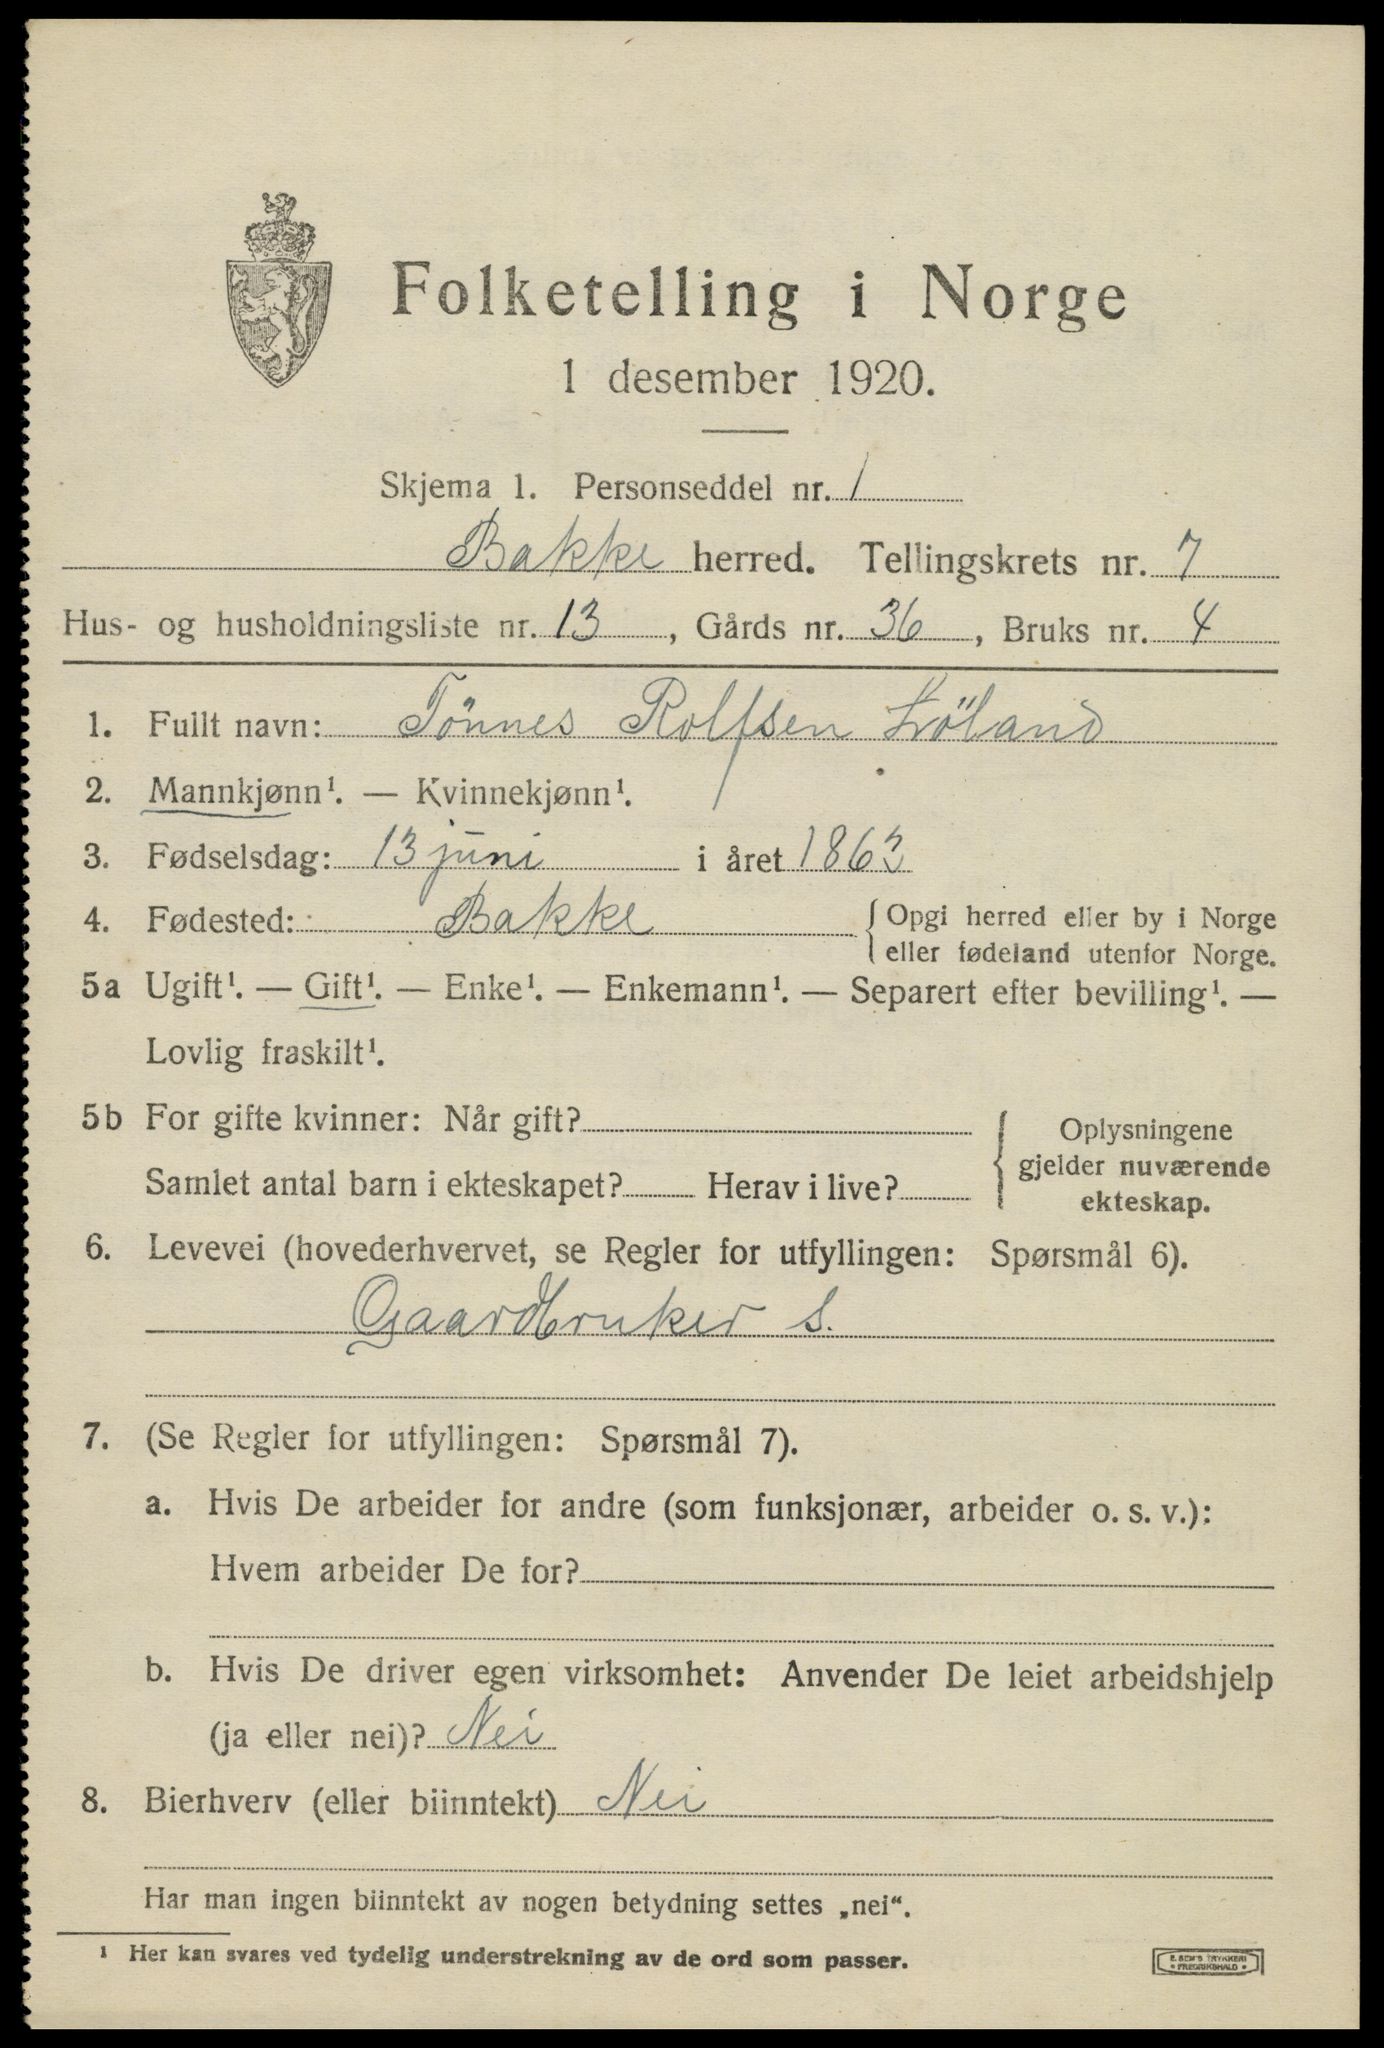 Folketelling i Norge
1 desember 1920.
Skjema 1. Personseddel nr. 1
Bakke herred. Tellingskrets nr. 7
Hus- og husholdningsliste nr. 13, Gårds nr. 36, Bruks nr. 4
1. Fullt navn: Tönnes Rolfsen Fröland
2. Mannkjønn¹. — Kvinnekjønn¹.
3. Fødselsdag: 13 juni i året 1863
4. Fødested: Bakke { Opgi herred eller by i Norge
eller fødeland utenfor Norge.
5a Ugift¹. — Gift¹. — Enke¹. — Enkemann¹. — Separert efter bevilling¹. —
Lovlig fraskilt¹.
5b For gifte kvinner: Når gift?
Samlet antal barn i ekteskapet? Herav i live?
{ Oplysningene
gjelder nuværende
ekteskap.
6. Levevei (hovederhvervet, se Regler for utfyllingen: Spørsmål 6).
Gaardbruker S.
7. (Se Regler for utfyllingen: Spørsmål 7).
a. Hvis De arbeider for andre (som funksjonær, arbeider o. s. v.):
Hvem arbeider De for?
b. Hvis De driver egen virksomhet: Anvender De leiet arbeidshjelp
(ja eller nei)? Nei
8. Bierhverv (eller biinntekt) Nei
Har man ingen biinntekt av nogen betydning settes „nei“.
¹ Her kan svares ved tydelig understrekning av de ord som passer.
E. SEM'S TRYKKERI
• FREDRIKSHALD •